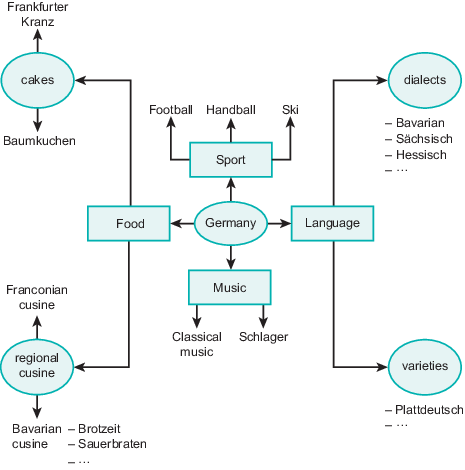 Frankfurter
Kranz
cakes
Baumkuchen
Football
Handball
Ski
Sport
dialects
– Bavarian
– Sächsisch
– Hessisch
– ...
Food
Germany
Language
Music
Classical
music
Schlager
Franconian
cusine
regional
cusine
Bavarian
cusine
– Brotzeit
– Sauerbraten
– ...
varieties
– Plattdeutsch
– ...